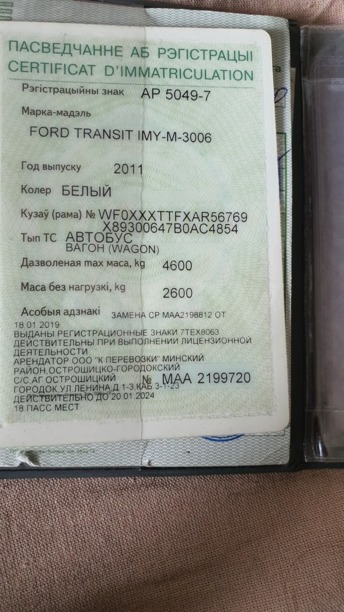 ПАСВЕДЧАННЕ АБ РЭГІСТРАЦЫІ
CERTIFICAT D'IMMATRICULATION
Рэгістрацыйны знак АР 5049-7
Марка-мадэль
FORD TRANSIT IMY-M-3006
Год выпуску 2011
Колер БЕЛЫЙ
Кузаў (рама) № WF0XXXTTFXAR56769
X89300647B0AC4854
Тып ТС АВТОБУС
ВАГОН (WAGON)
Дазволеная max маса, kg 4600
Маса без нагрузкі, kg 2600
Асобыя адзнакі ЗАМЕНА СР МАА2198812 ОТ
18.01.2019
ВЫДАНЫ РЕГИСТРАЦИОННЫЕ ЗНАКИ 7ТЕХ8063
ДЕЙСТВИТЕЛЬНЫ ПРИ ВЫПОЛНЕНИИ ЛИЦЕНЗИОННОЙ
ДЕЯТЕЛЬНОСТИ
АРЕНДАТОР ООО "К ПЕРЕВОЗКИ" МИНСКИЙ
РАЙОН,ОСТРОШИЦКО-ГОРОДОКСКИЙ
С/С,АГ ОСТРОШИЦКИЙ № МАА 2199720
ГОРОДОК УЛ ЛЕНИНА Д 1-3 КАБ 3-1-23
ДЕЙСТВИТЕЛЬНО ДО 20.01.2024
18 ПАСС МЕСТ